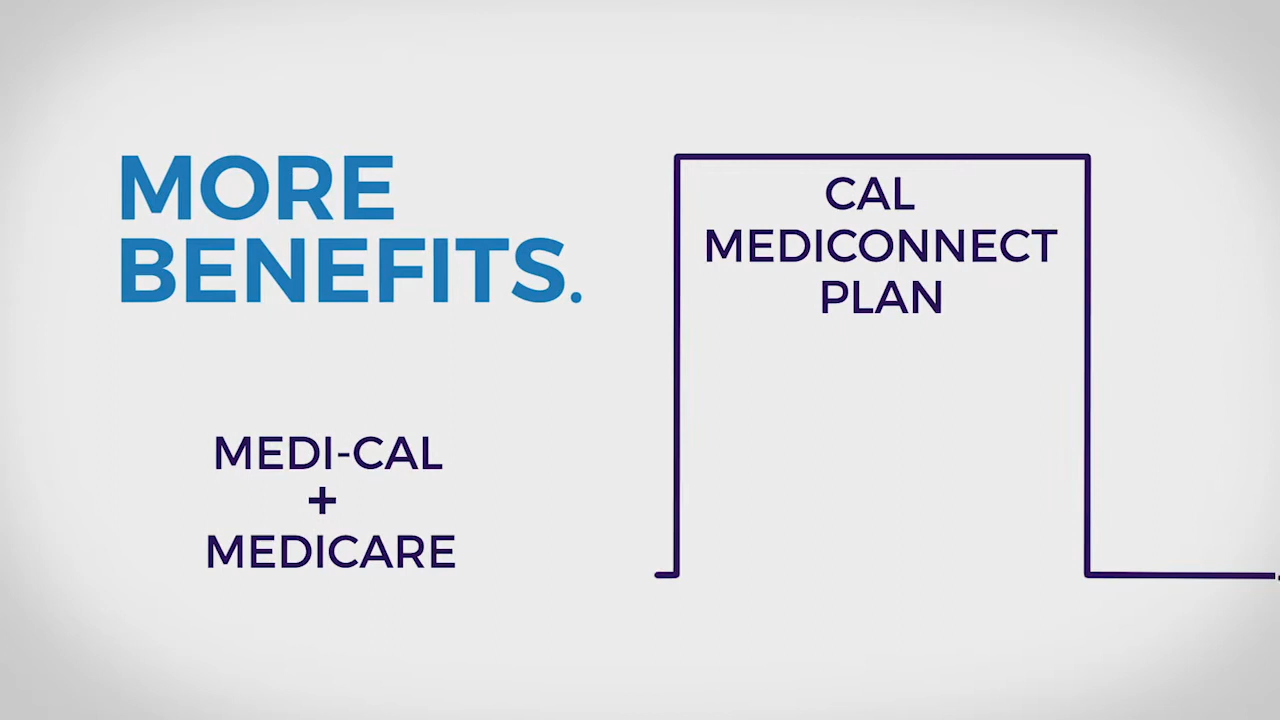 MORE
BENEFITS.
MEDI-CAL
+
MEDICARE
CAL
MEDICONNECT
PLAN